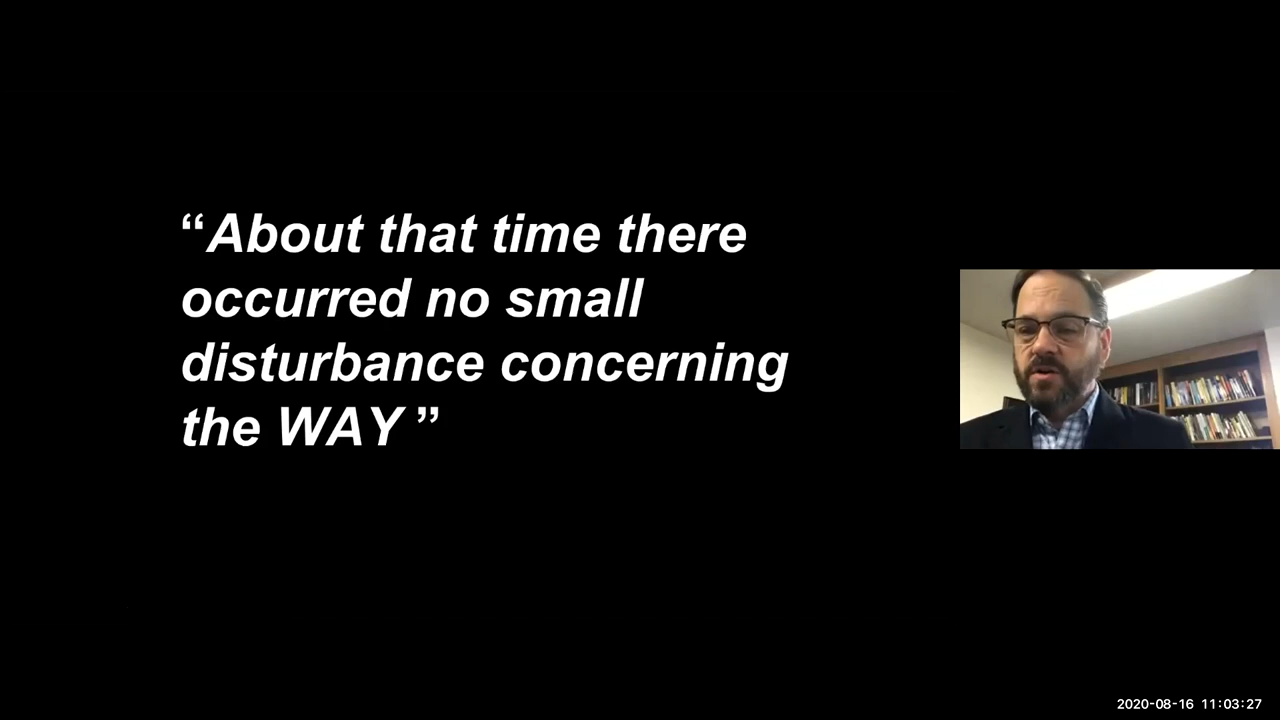 “About that time there
occurred no small
disturbance concerning
the WAY ”
2020-08-16 11:03:27